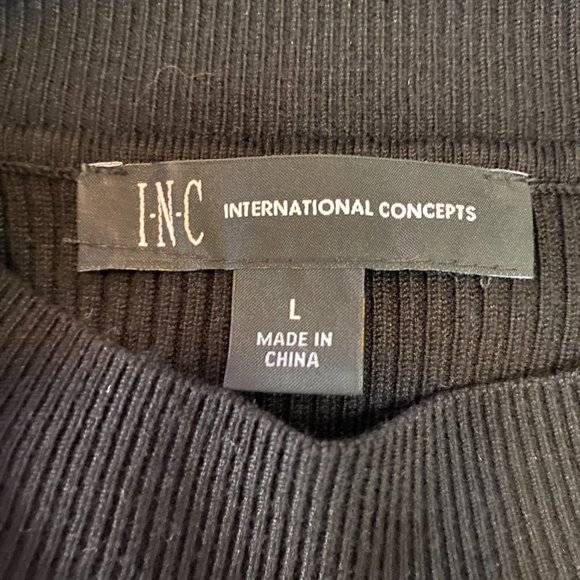 I·N·C INTERNATIONAL CONCEPTS
L
MADE IN
CHINA